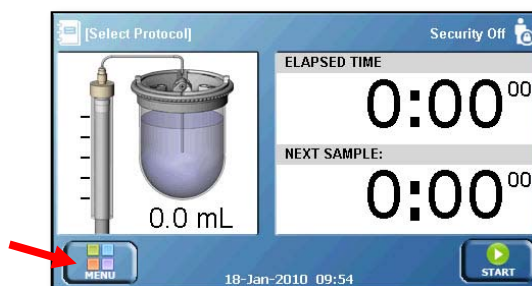 [Select Protocol]
Security Off
ELAPSED TIME
0:00 00
NEXT SAMPLE:
0:00 00
0.0 mL
MENU
18-Jan-2010 09:54
START